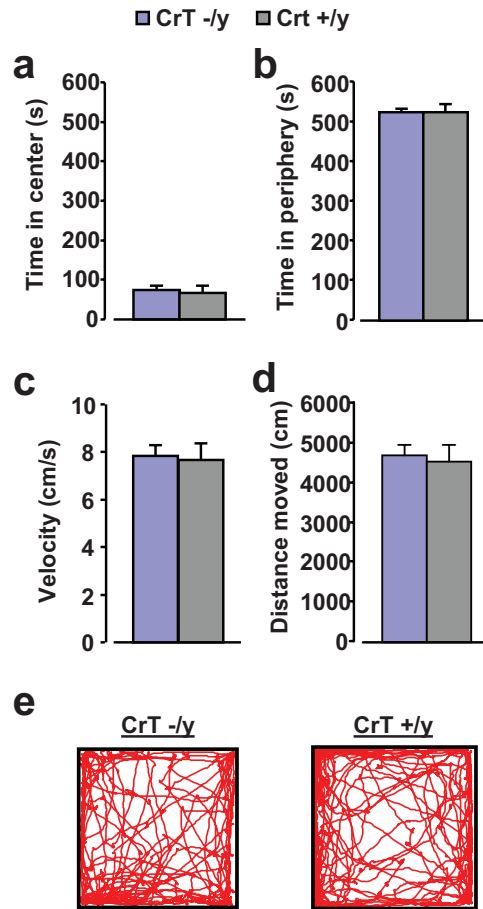 CrT -/y Crt +/y
a
Time in center (s)
600
500
400
300
200
100
0
b
Time in periphery (s)
600
500
400
300
200
100
0
c
Velocity (cm/s)
10
8
6
4
2
0
d
Distance moved (cm)
6000
5000
4000
3000
2000
1000
0
e
CrT -/y
CrT +/y